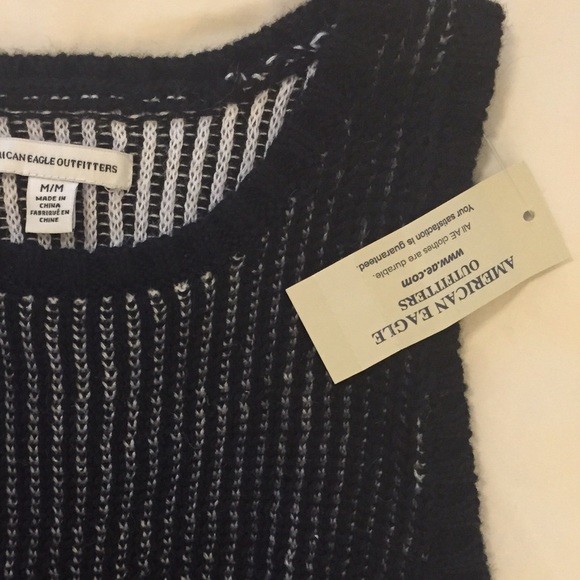 ICAN EAGLE OUTFITTERS
M/M
MADE IN
CHINA
FABRIQUÉ EN
CHINE
AMERICAN EAGLE
OUTFITTERS
www.ae.com
All AE clothes are durable.
Your satisfaction is guaranteed.